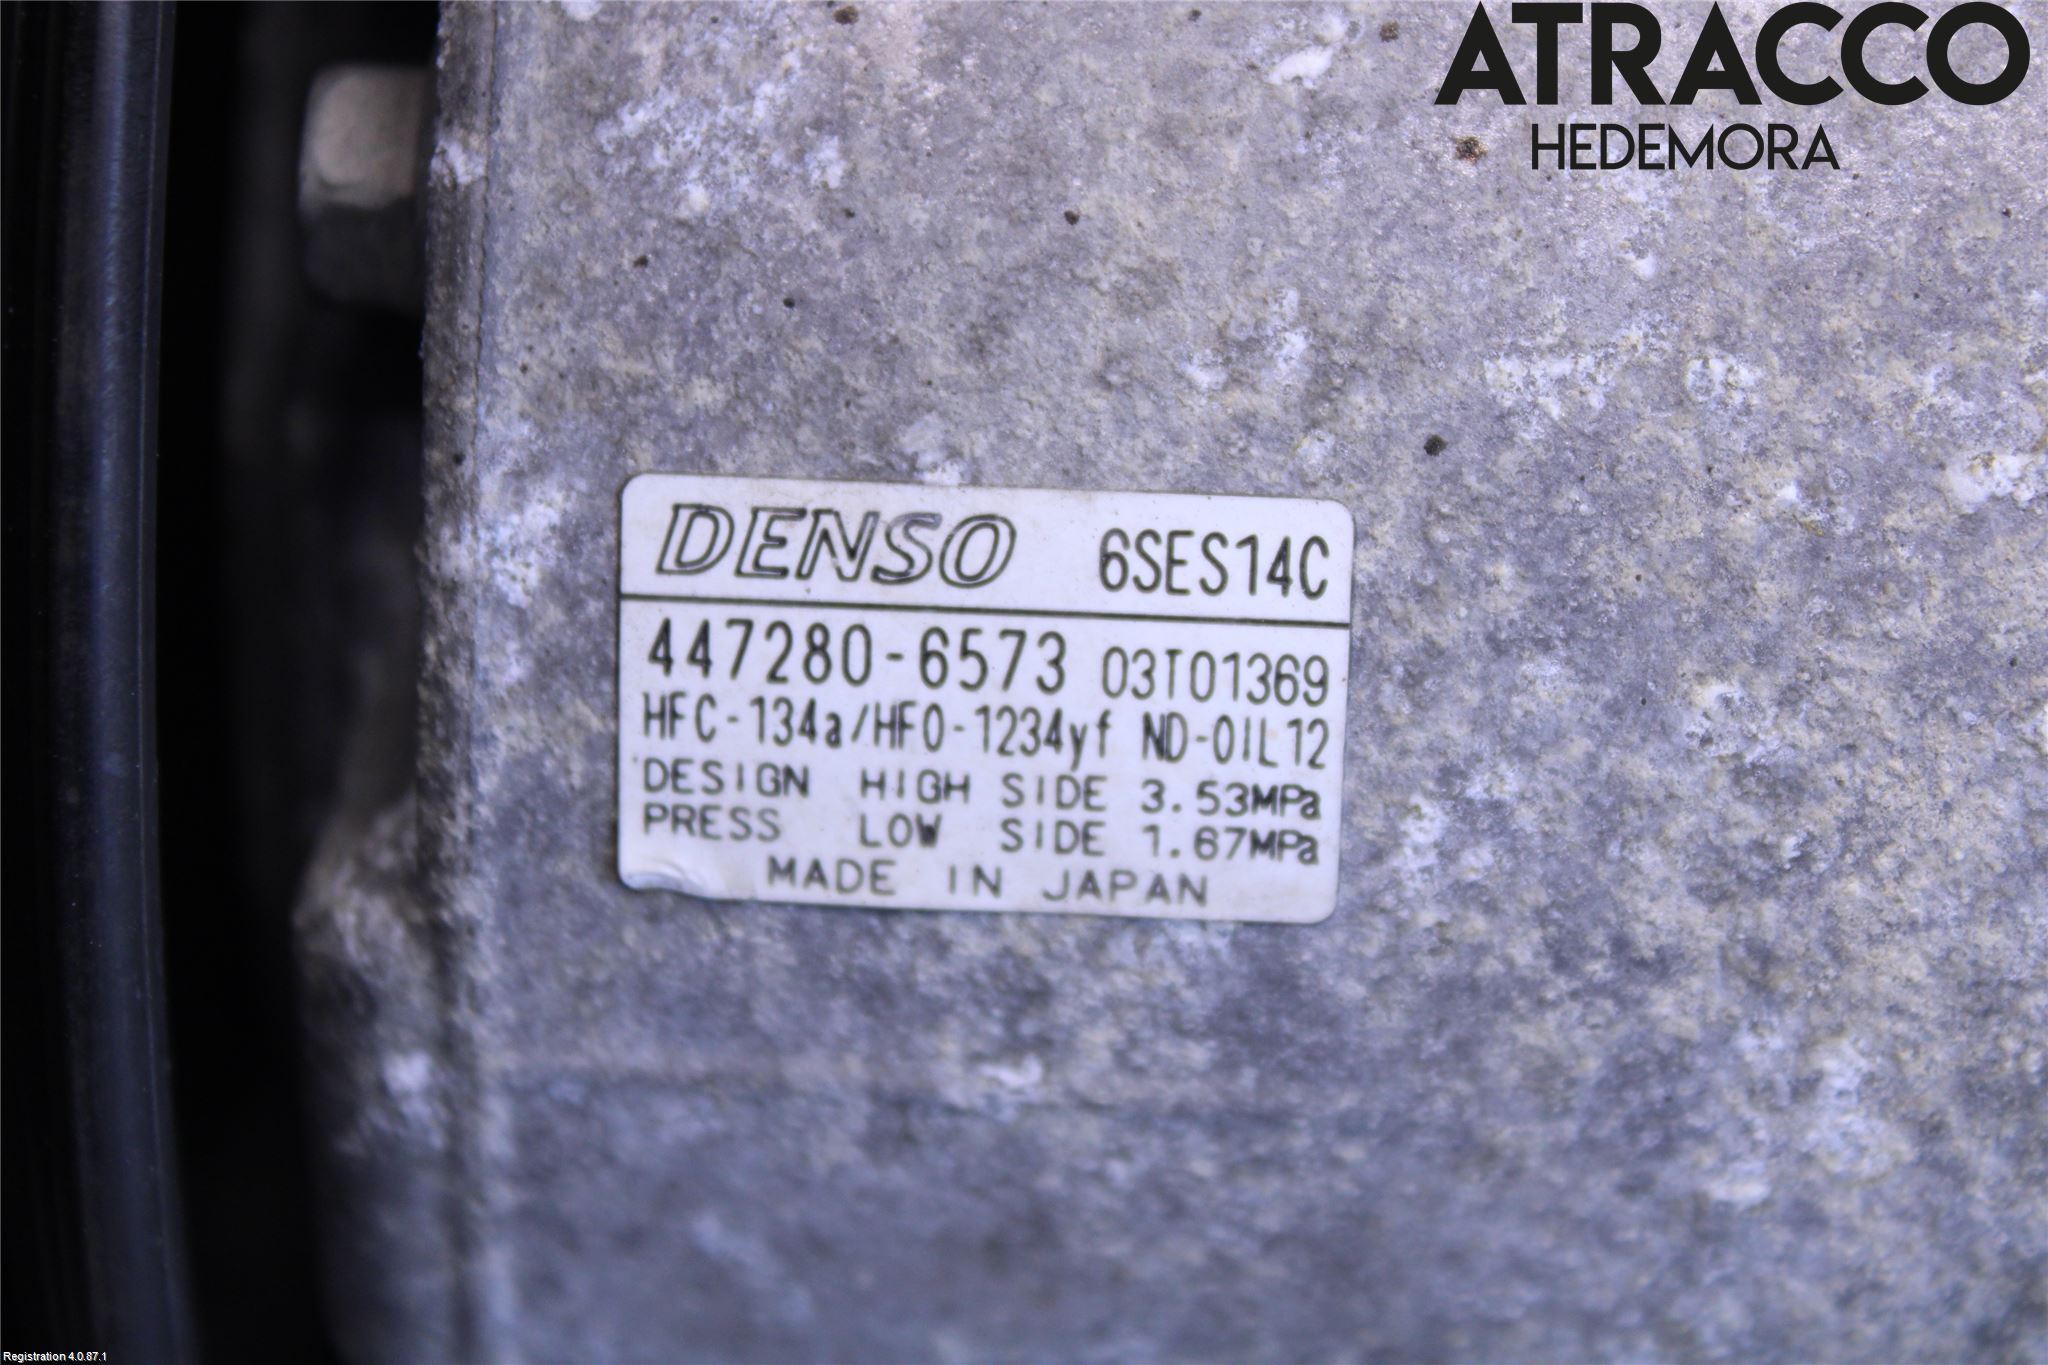 ATRACCO
HEDEMORA
DENSO 6SES14C
447280-6573 03T01369
HFC-134a/HFO-1234yf ND-OIL12
DESIGN HIGH SIDE 3.53MPa
PRESS LOW SIDE 1.67MPa
MADE IN JAPAN
Registration 4.0.87.1